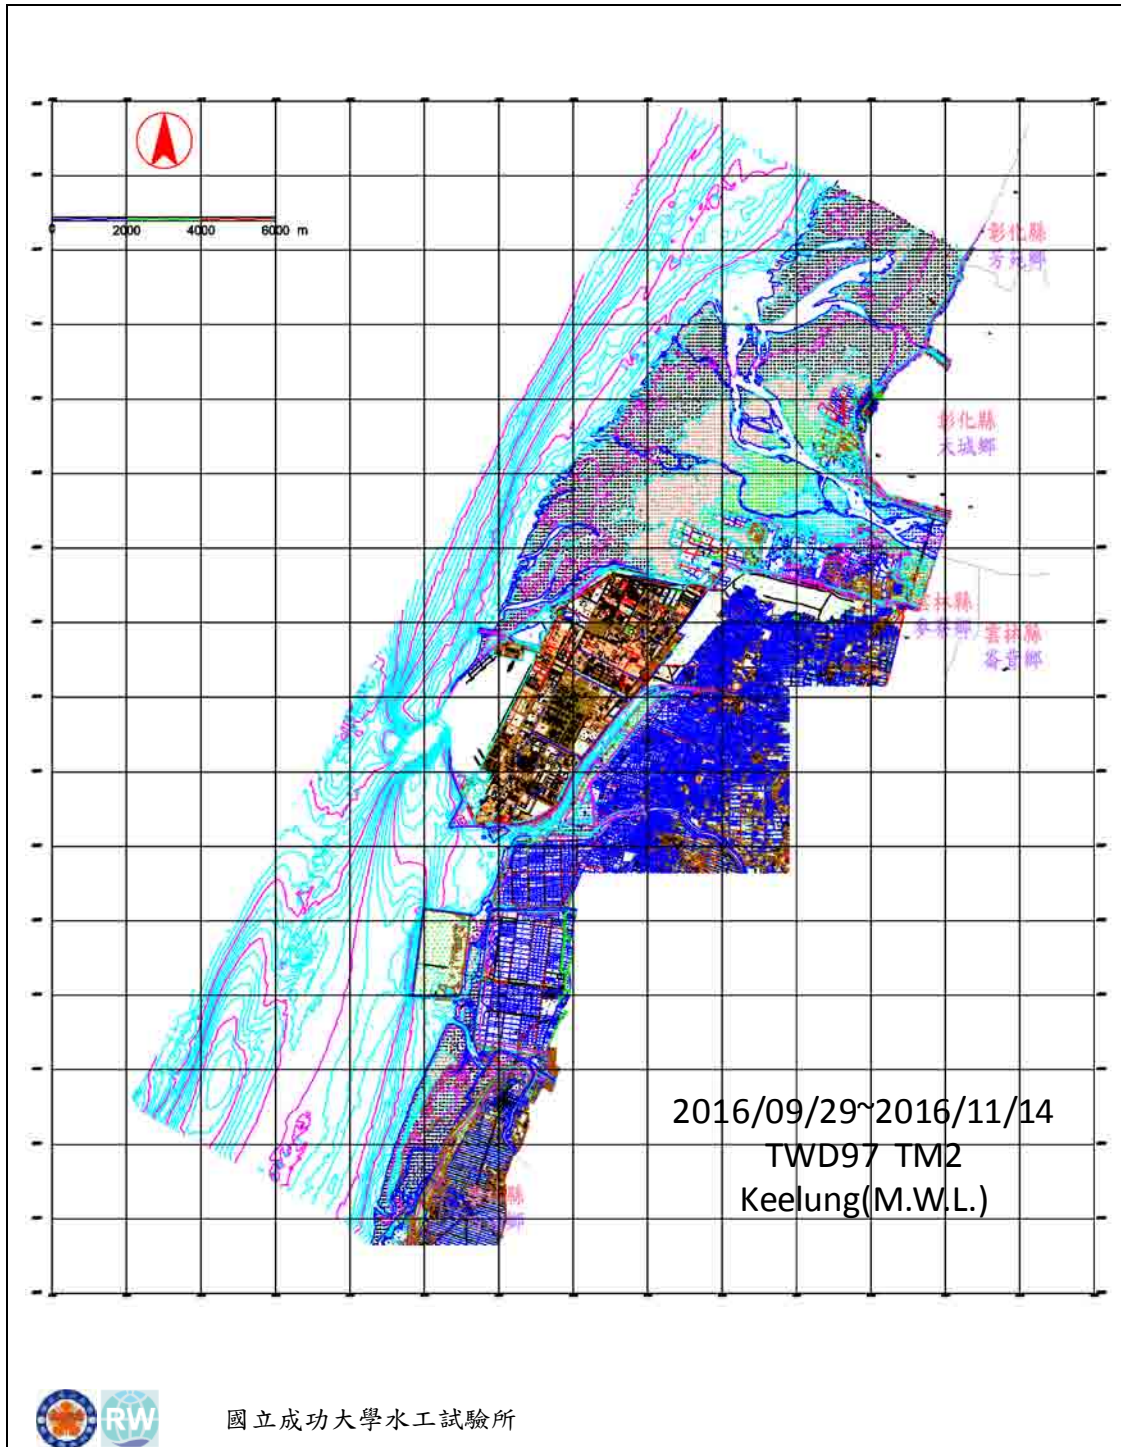 0 2000 4000 6000 m
彰化縣
芳苑鄉
彰化縣
大城鄉
雲林縣
麥寮鄉
雲林縣
崙背鄉
縣
鄉
2016/09/29~2016/11/14
TWD97 TM2
Keelung(M.W.L.)
RW
國立成功大學水工試驗所